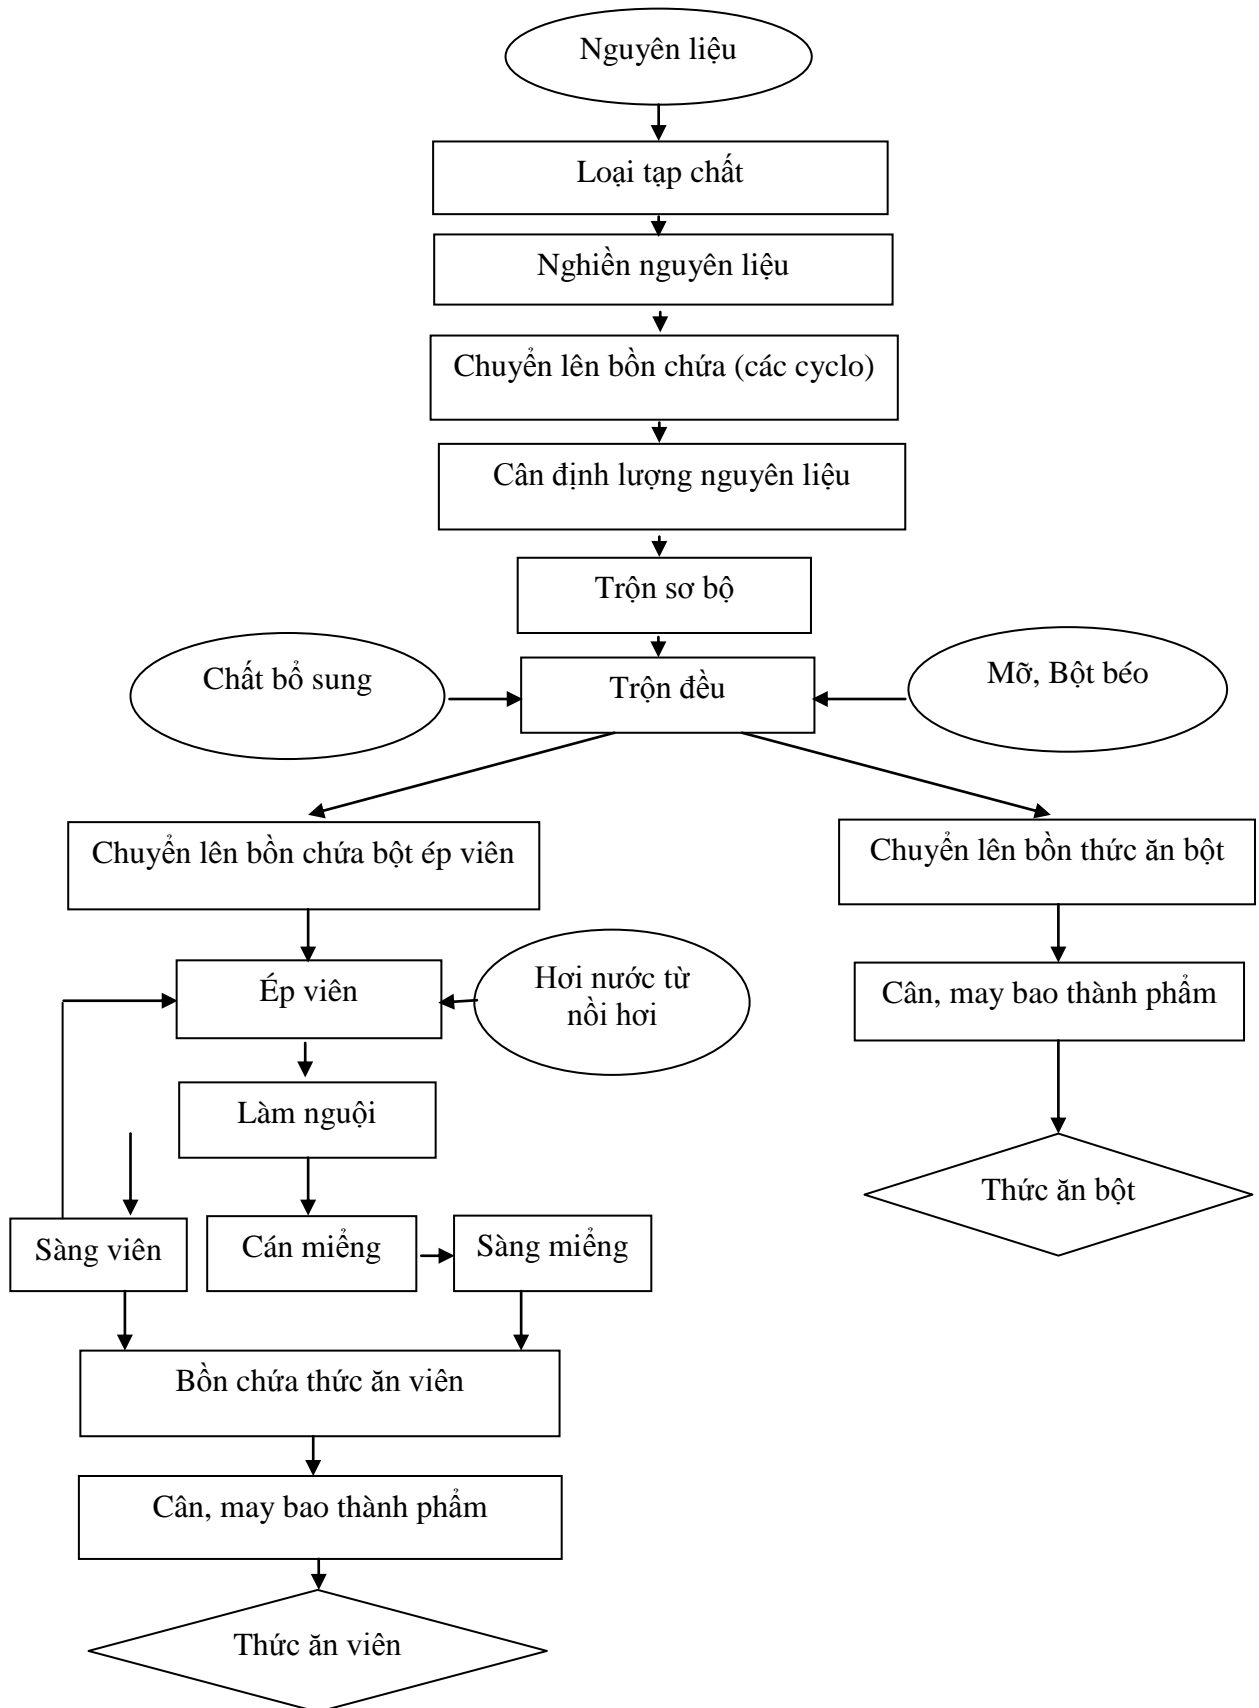 Nguyên liệu
Loại tạp chất
Nghiền nguyên liệu
Chuyển lên bồn chứa (các cyclo)
Cân định lượng nguyên liệu
Trộn sơ bộ
Chất bổ sung
Trộn đều
Mỡ, Bột béo
Chuyển lên bồn chứa bột ép viên
Chuyển lên bồn thức ăn bột
Ép viên
Hơi nước từ
nồi hơi
Cân, may bao thành phẩm
Làm nguội
Thức ăn bột
Sàng viên
Cán miểng
Sàng miểng
Bồn chứa thức ăn viên
Cân, may bao thành phẩm
Thức ăn viên